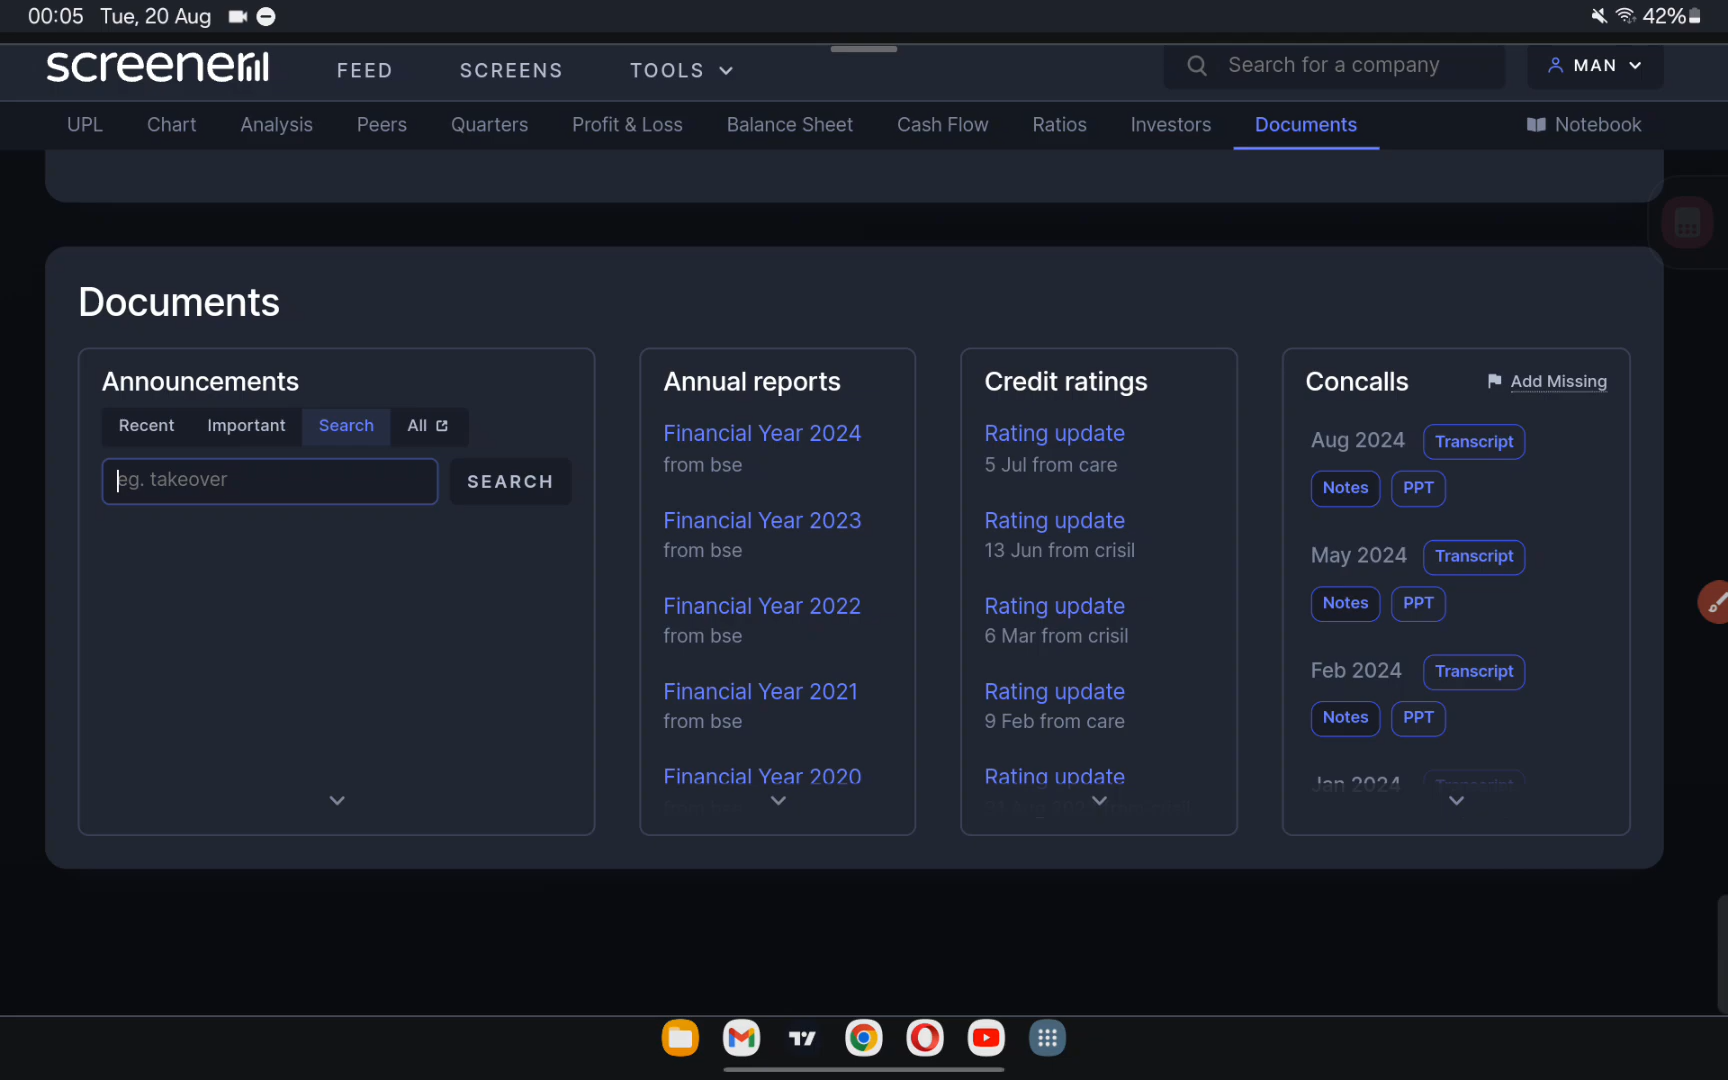 00:05 Tue, 20 Aug 42%
screener FEED SCREENS TOOLS Search for a company MAN
UPL Chart Analysis Peers Quarters Profit & Loss Balance Sheet Cash Flow Ratios Investors Documents Notebook
Documents
Announcements
Recent Important Search All
eg. takeover SEARCH
Annual reports
Financial Year 2024
from bse
Financial Year 2023
from bse
Financial Year 2022
from bse
Financial Year 2021
from bse
Financial Year 2020
Credit ratings
Rating update
5 Jul from care
Rating update
13 Jun from crisil
Rating update
6 Mar from crisil
Rating update
9 Feb from care
Rating update
Concalls Add Missing
Aug 2024 Transcript
Notes PPT
May 2024 Transcript
Notes PPT
Feb 2024 Transcript
Notes PPT
Jan 2024 Transcript